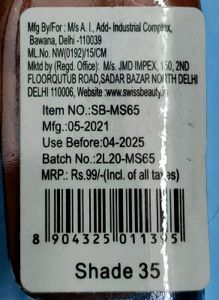 Mfg By/For : M/s A. I., Add- Industrial Complex,
Bawana, Delhi -110039
ML.No. NW(0192)/15/CM
Mktd by (Regd. Office): M/s. JMD IMPEX, 150, 2ND
FLOORQUTUB ROAD,SADAR BAZAR NORTH DELHI
DELHI 110006, Website :www.swissbeauty.in
Item NO.:SB-MS65
Mfg.:05-2021
Use Before:04-2025
Batch No.:2L20-MS65
MRP.: Rs.99/-(Incl. of all taxes)
8 904325 011395
Shade 35